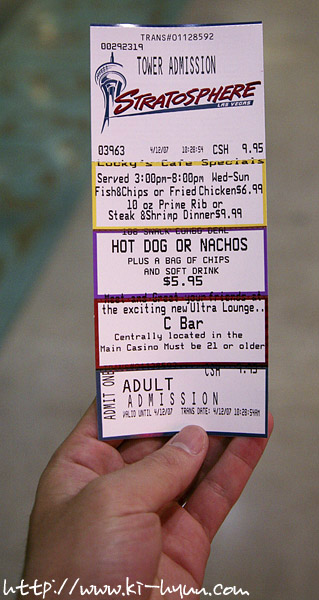 TRANS#01128592
00292319
TOWER ADMISSION
STRATOSPHERE
LAS VEGAS
03963 4/12/07 10:28:54 CSH 9.95
Lucky's Cafe Specials
Served 3:00pm-8:00pm Wed-Sun
Fish&Chips or Fried Chicken$6.99
10 oz Prime Rib or
Steak &Shrimp Dinner$9.99
106 SNACK COMBO DEAL
HOT DOG OR NACHOS
PLUS A BAG OF CHIPS
AND SOFT DRINK
$5.95
Meet and Greet your friends at
the exciting new Ultra Lounge..
C Bar
Centrally located in the
Main Casino Must be 21 or older
CSH
ADMIT ONE
ADULT
ADMISSION
VALID UNTIL 4/12/07 TRANS DATE: 4/12/07 10:28:54AM
http://www.ki-hyun.com